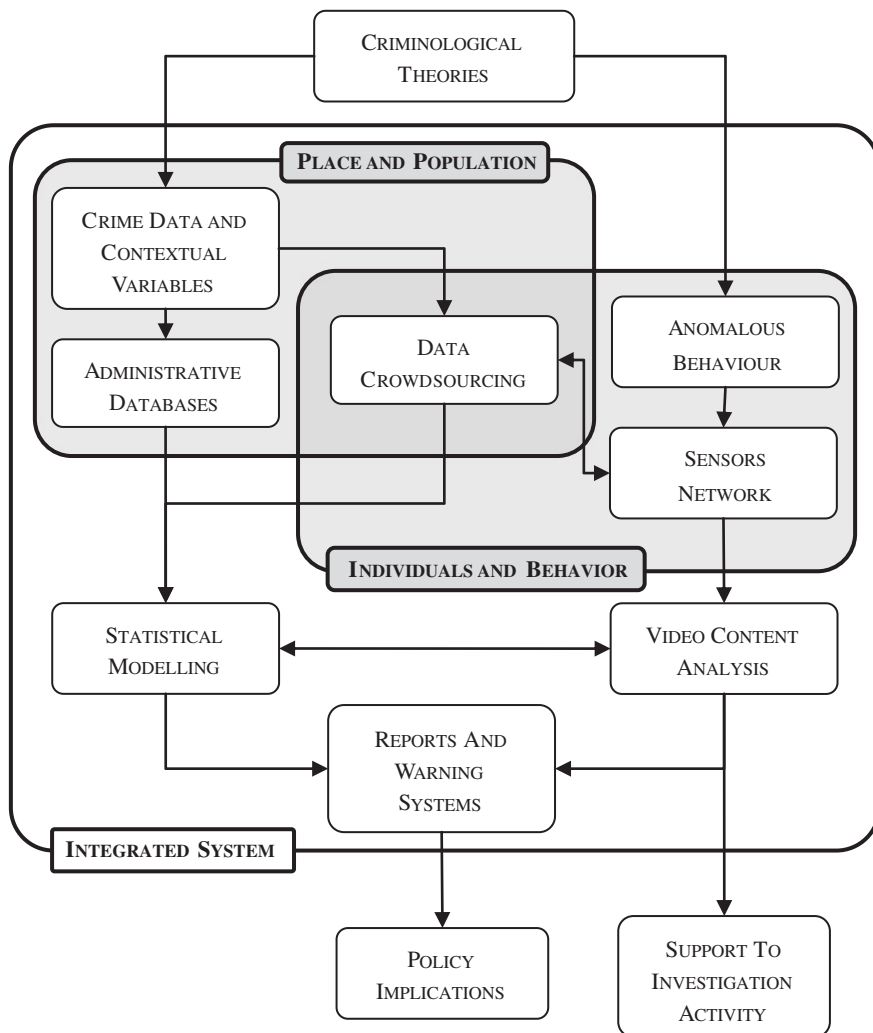 CRIMINOLOGICAL
THEORIES
PLACE AND POPULATION
CRIME DATA AND
CONTEXTUAL
VARIABLES
DATA
CROWDSOURCING
ANOMALOUS
BEHAVIOUR
ADMINISTRATIVE
DATABASES
SENSORS
NETWORK
INDIVIDUALS AND BEHAVIOR
STATISTICAL
MODELLING
VIDEO CONTENT
ANALYSIS
REPORTS AND
WARNING
SYSTEMS
INTEGRATED SYSTEM
POLICY
IMPLICATIONS
SUPPORT TO
INVESTIGATION
ACTIVITY